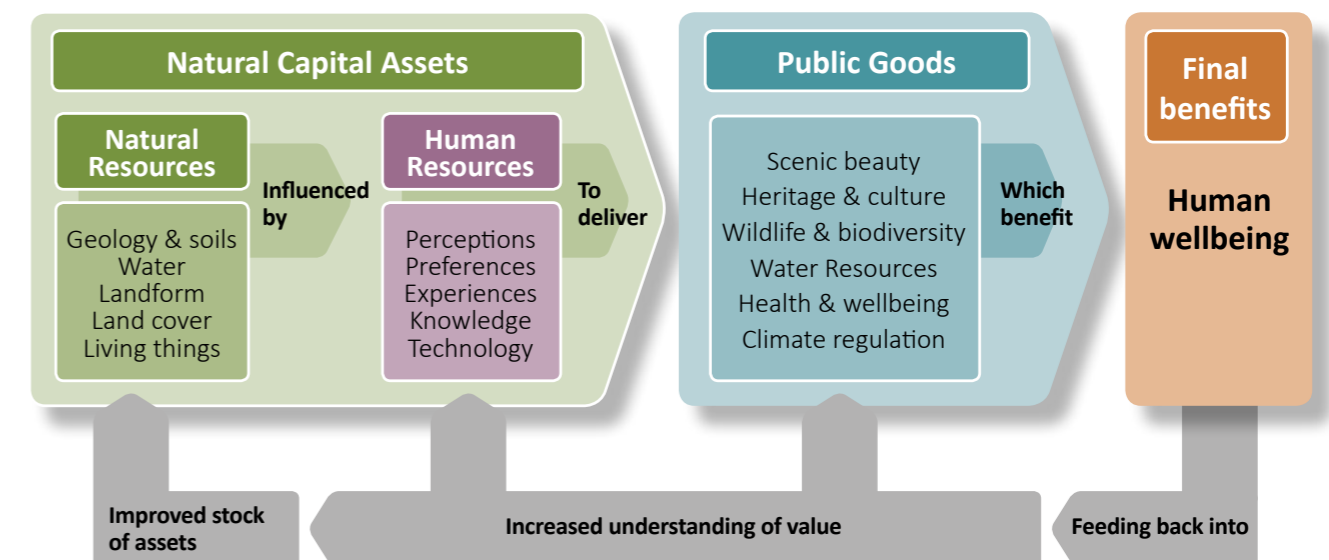 Natural Capital Assets
Natural
Resources
Influenced
by
Human
Resources
To
deliver
Geology & soils
Water
Landform
Land cover
Living things
Perceptions
Preferences
Experiences
Knowledge
Technology
Public Goods
Scenic beauty
Heritage & culture
Wildlife & biodiversity
Water Resources
Health & wellbeing
Climate regulation
Which
benefit
Final
benefits
Human
wellbeing
Improved stock
of assets
Increased understanding of value
Feeding back into